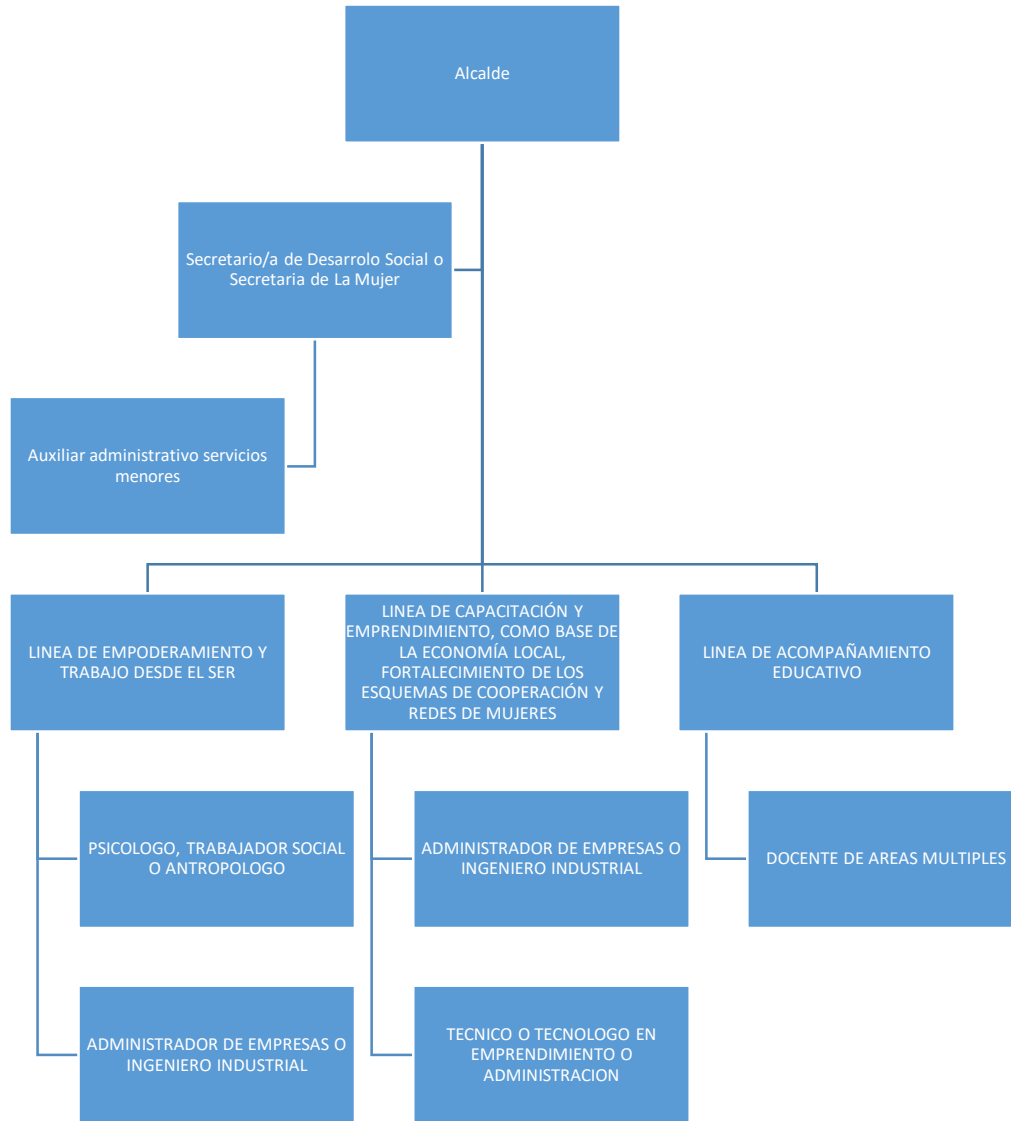 Alcalde
Secretario/a de Desarrolo Social o
Secretaria de La Mujer
Auxiliar administrativo servicios
menores
LINEA DE EMPODERAMIENTO Y
TRABAJO DESDE EL SER
LINEA DE CAPACITACIÓN Y
EMPRENDIMIENTO, COMO BASE DE
LA ECONOMÍA LOCAL,
FORTALECIMIENTO DE LOS
ESQUEMAS DE COOPERACIÓN Y
REDES DE MUJERES
LINEA DE ACOMPAÑAMIENTO
EDUCATIVO
PSICOLOGO, TRABAJADOR SOCIAL
O ANTROPOLOGO
ADMINISTRADOR DE EMPRESAS O
INGENIERO INDUSTRIAL
DOCENTE DE AREAS MULTIPLES
ADMINISTRADOR DE EMPRESAS O
INGENIERO INDUSTRIAL
TECNICO O TECNOLOGO EN
EMPRENDIMIENTO O
ADMINISTRACION